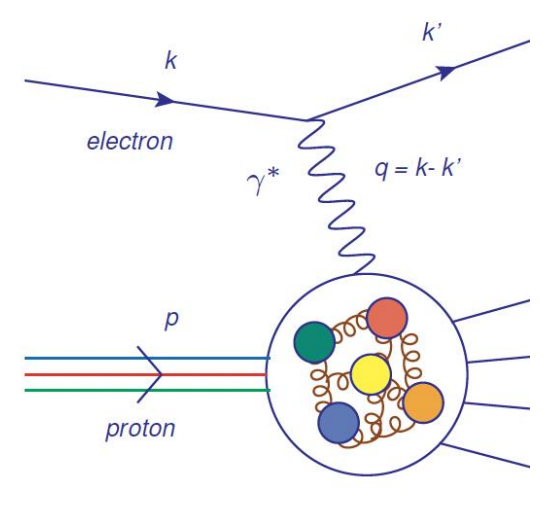 k’
k
electron
γ*
q = k- k’
p
proton